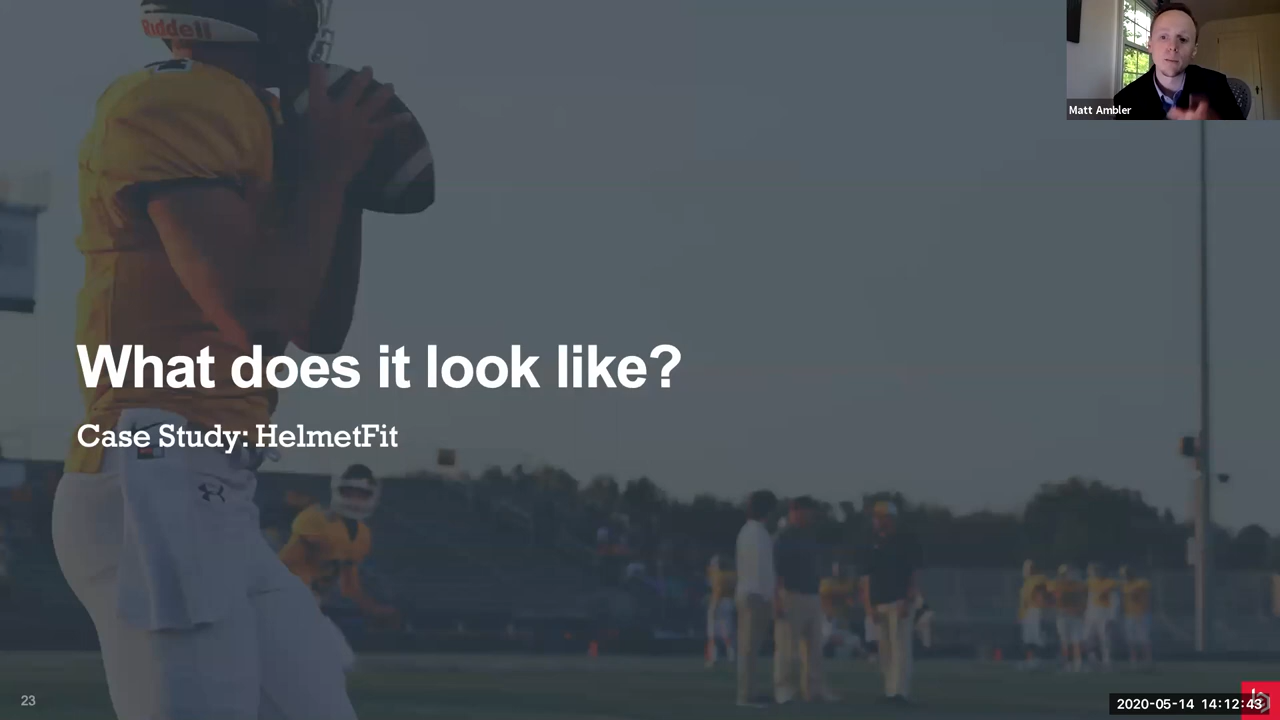 Riddell
Matt Ambler
What does it look like?
Case Study: HelmetFit
23
2020-05-14 14:12:43